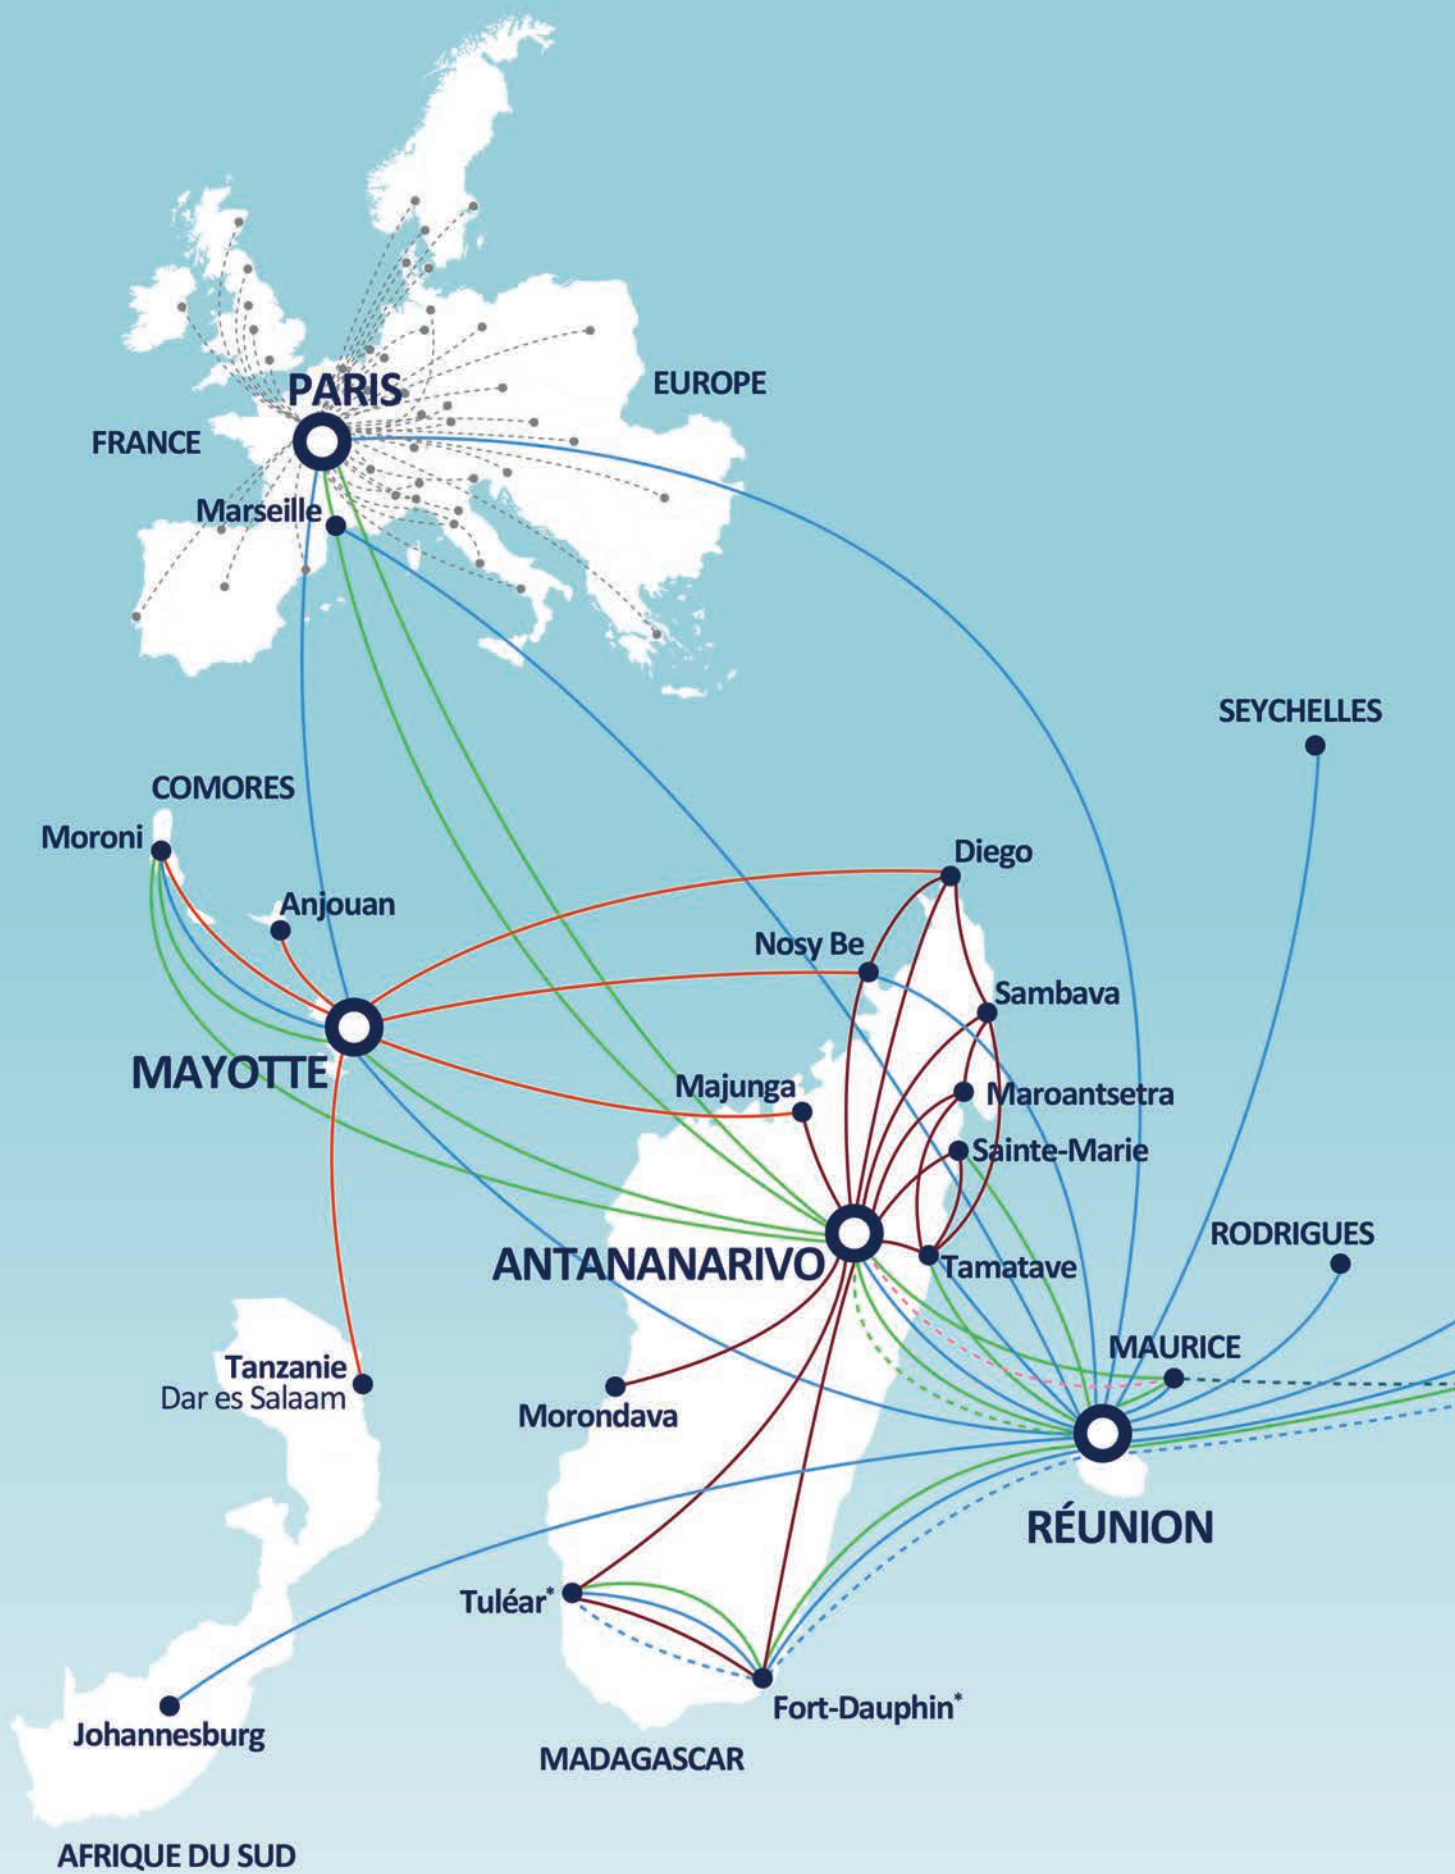 PARIS
EUROPE
FRANCE
Marseille
SEYCHELLES
COMORES
Moroni
Diego
Anjouan
Nosy Be
Sambava
MAYOTTE
Majunga
Maroantsetra
Sainte-Marie
RODRIGUES
ANTANANARIVO
Tamatave
MAURICE
Tanzanie
Dar es Salaam
Morondava
RÉUNION
Tuléar*
Fort-Dauphin*
Johannesburg
MADAGASCAR
AFRIQUE DU SUD